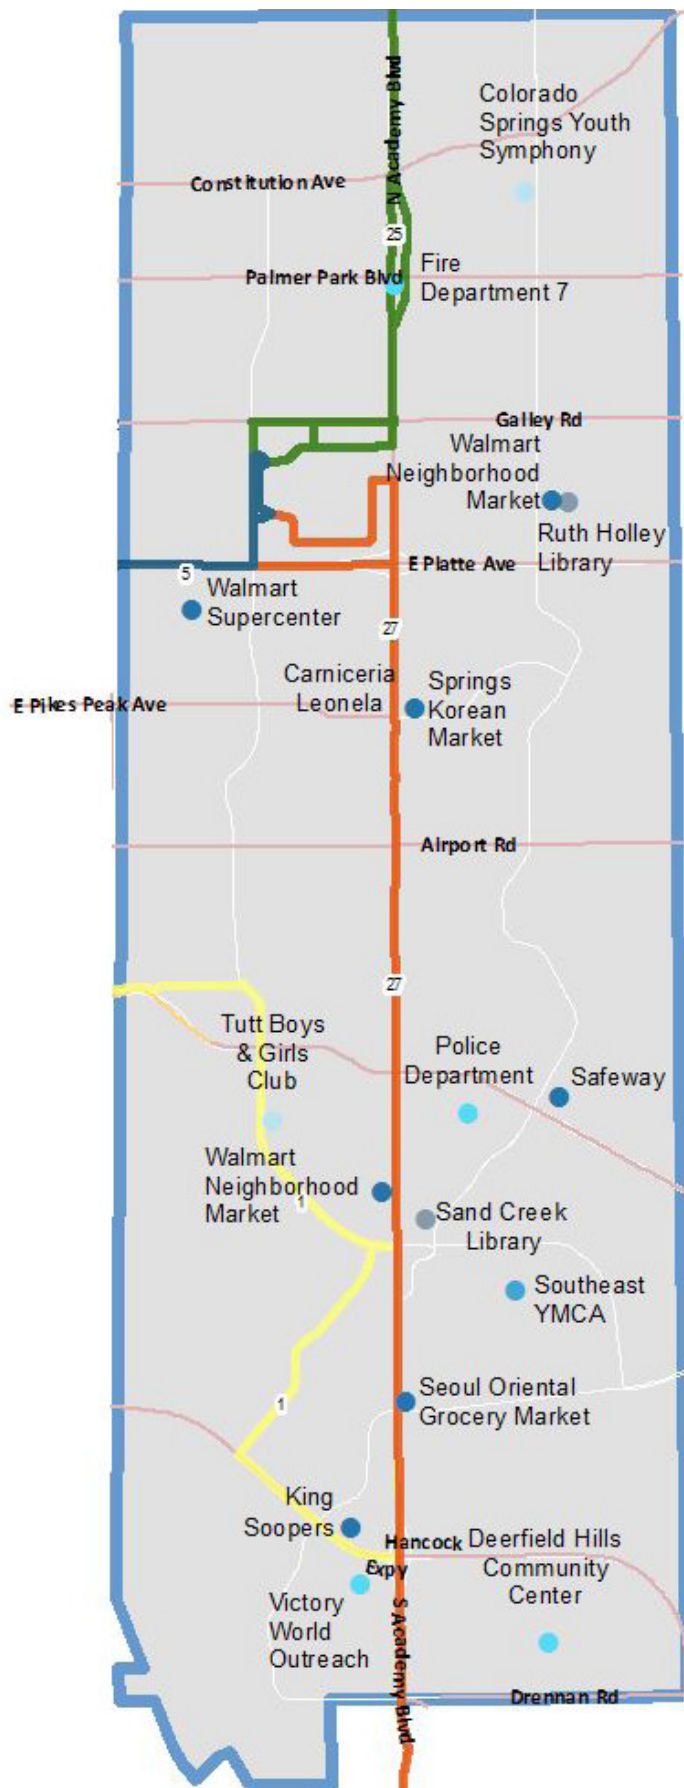 N Academy Blvd
Colorado
Springs Youth
Symphony
Constitution Ave
25
Fire
Department 7
Palmer Park Blvd
Galley Rd
Walmart
Neighborhood
Market
Ruth Holley
Library
E Platte Ave
5
Walmart
Supercenter
27
Carniceria
Leonela
Springs
Korean
Market
E Pikes Peak Ave
Airport Rd
27
Tutt Boys
& Girls
Club
Police
Department
Safeway
Walmart
Neighborhood
Market
1
Sand Creek
Library
Southeast
YMCA
Seoul Oriental
Grocery Market
1
King
Soopers
Hancock
Expy
Deerfield Hills
Community
Center
Victory
World
Outreach
S Academy Blvd
Drennan Rd